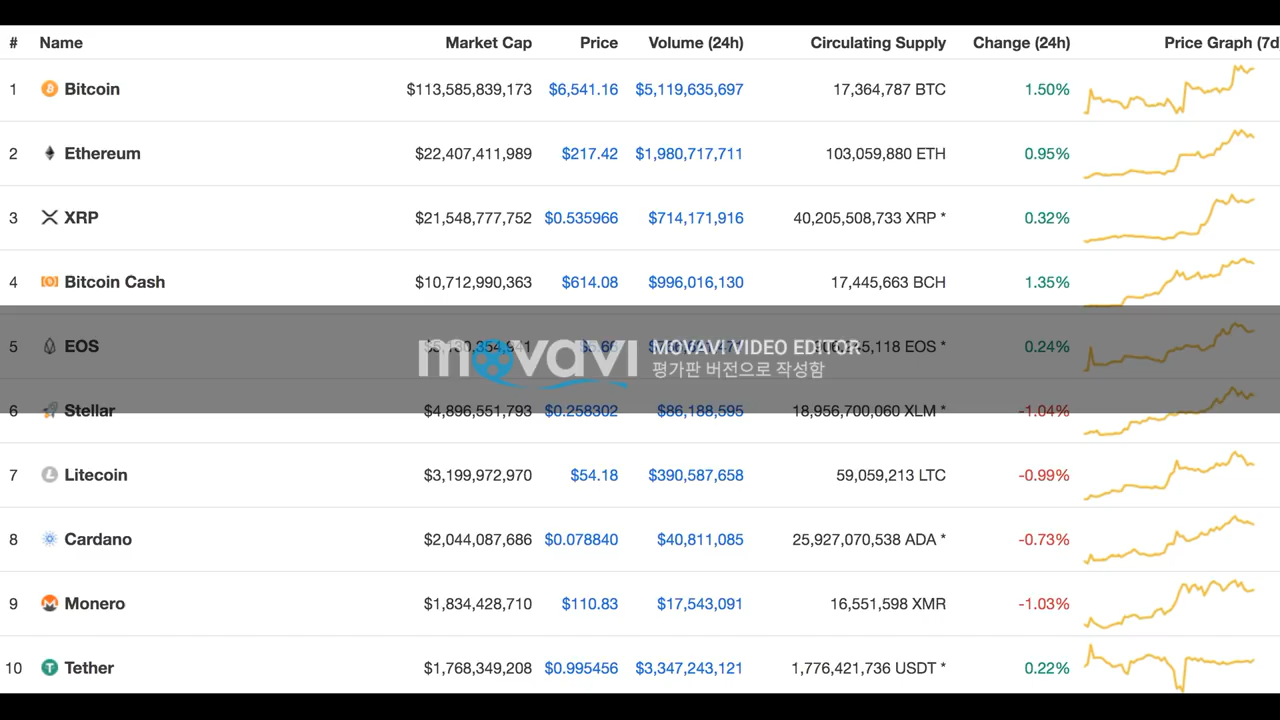 # Name Market Cap Price Volume (24h) Circulating Supply Change (24h) Price Graph (7d
1 Bitcoin $113,585,839,173 $6,541.16 $5,119,635,697 17,364,787 BTC 1.50%
2 Ethereum $22,407,411,989 $217.42 $1,980,717,711 103,059,880 ETH 0.95%
3 XRP $21,548,777,752 $0.535966 $714,171,916 40,205,508,733 XRP * 0.32%
4 Bitcoin Cash $10,712,990,363 $614.08 $996,016,130 17,445,663 BCH 1.35%
5 EOS EOS * 0.24%
movavi MOVAVI VIDEO EDITOR
평가판 버전으로 작성함
6 Stellar $4,896,551,793 $0.258302 $86,188,595 18,956,700,060 XLM * -1.04%
7 Litecoin $3,199,972,970 $54.18 $390,587,658 59,059,213 LTC -0.99%
8 Cardano $2,044,087,686 $0.078840 $40,811,085 25,927,070,538 ADA * -0.73%
9 Monero $1,834,428,710 $110.83 $17,543,091 16,551,598 XMR -1.03%
10 Tether $1,768,349,208 $0.995456 $3,347,243,121 1,776,421,736 USDT * 0.22%